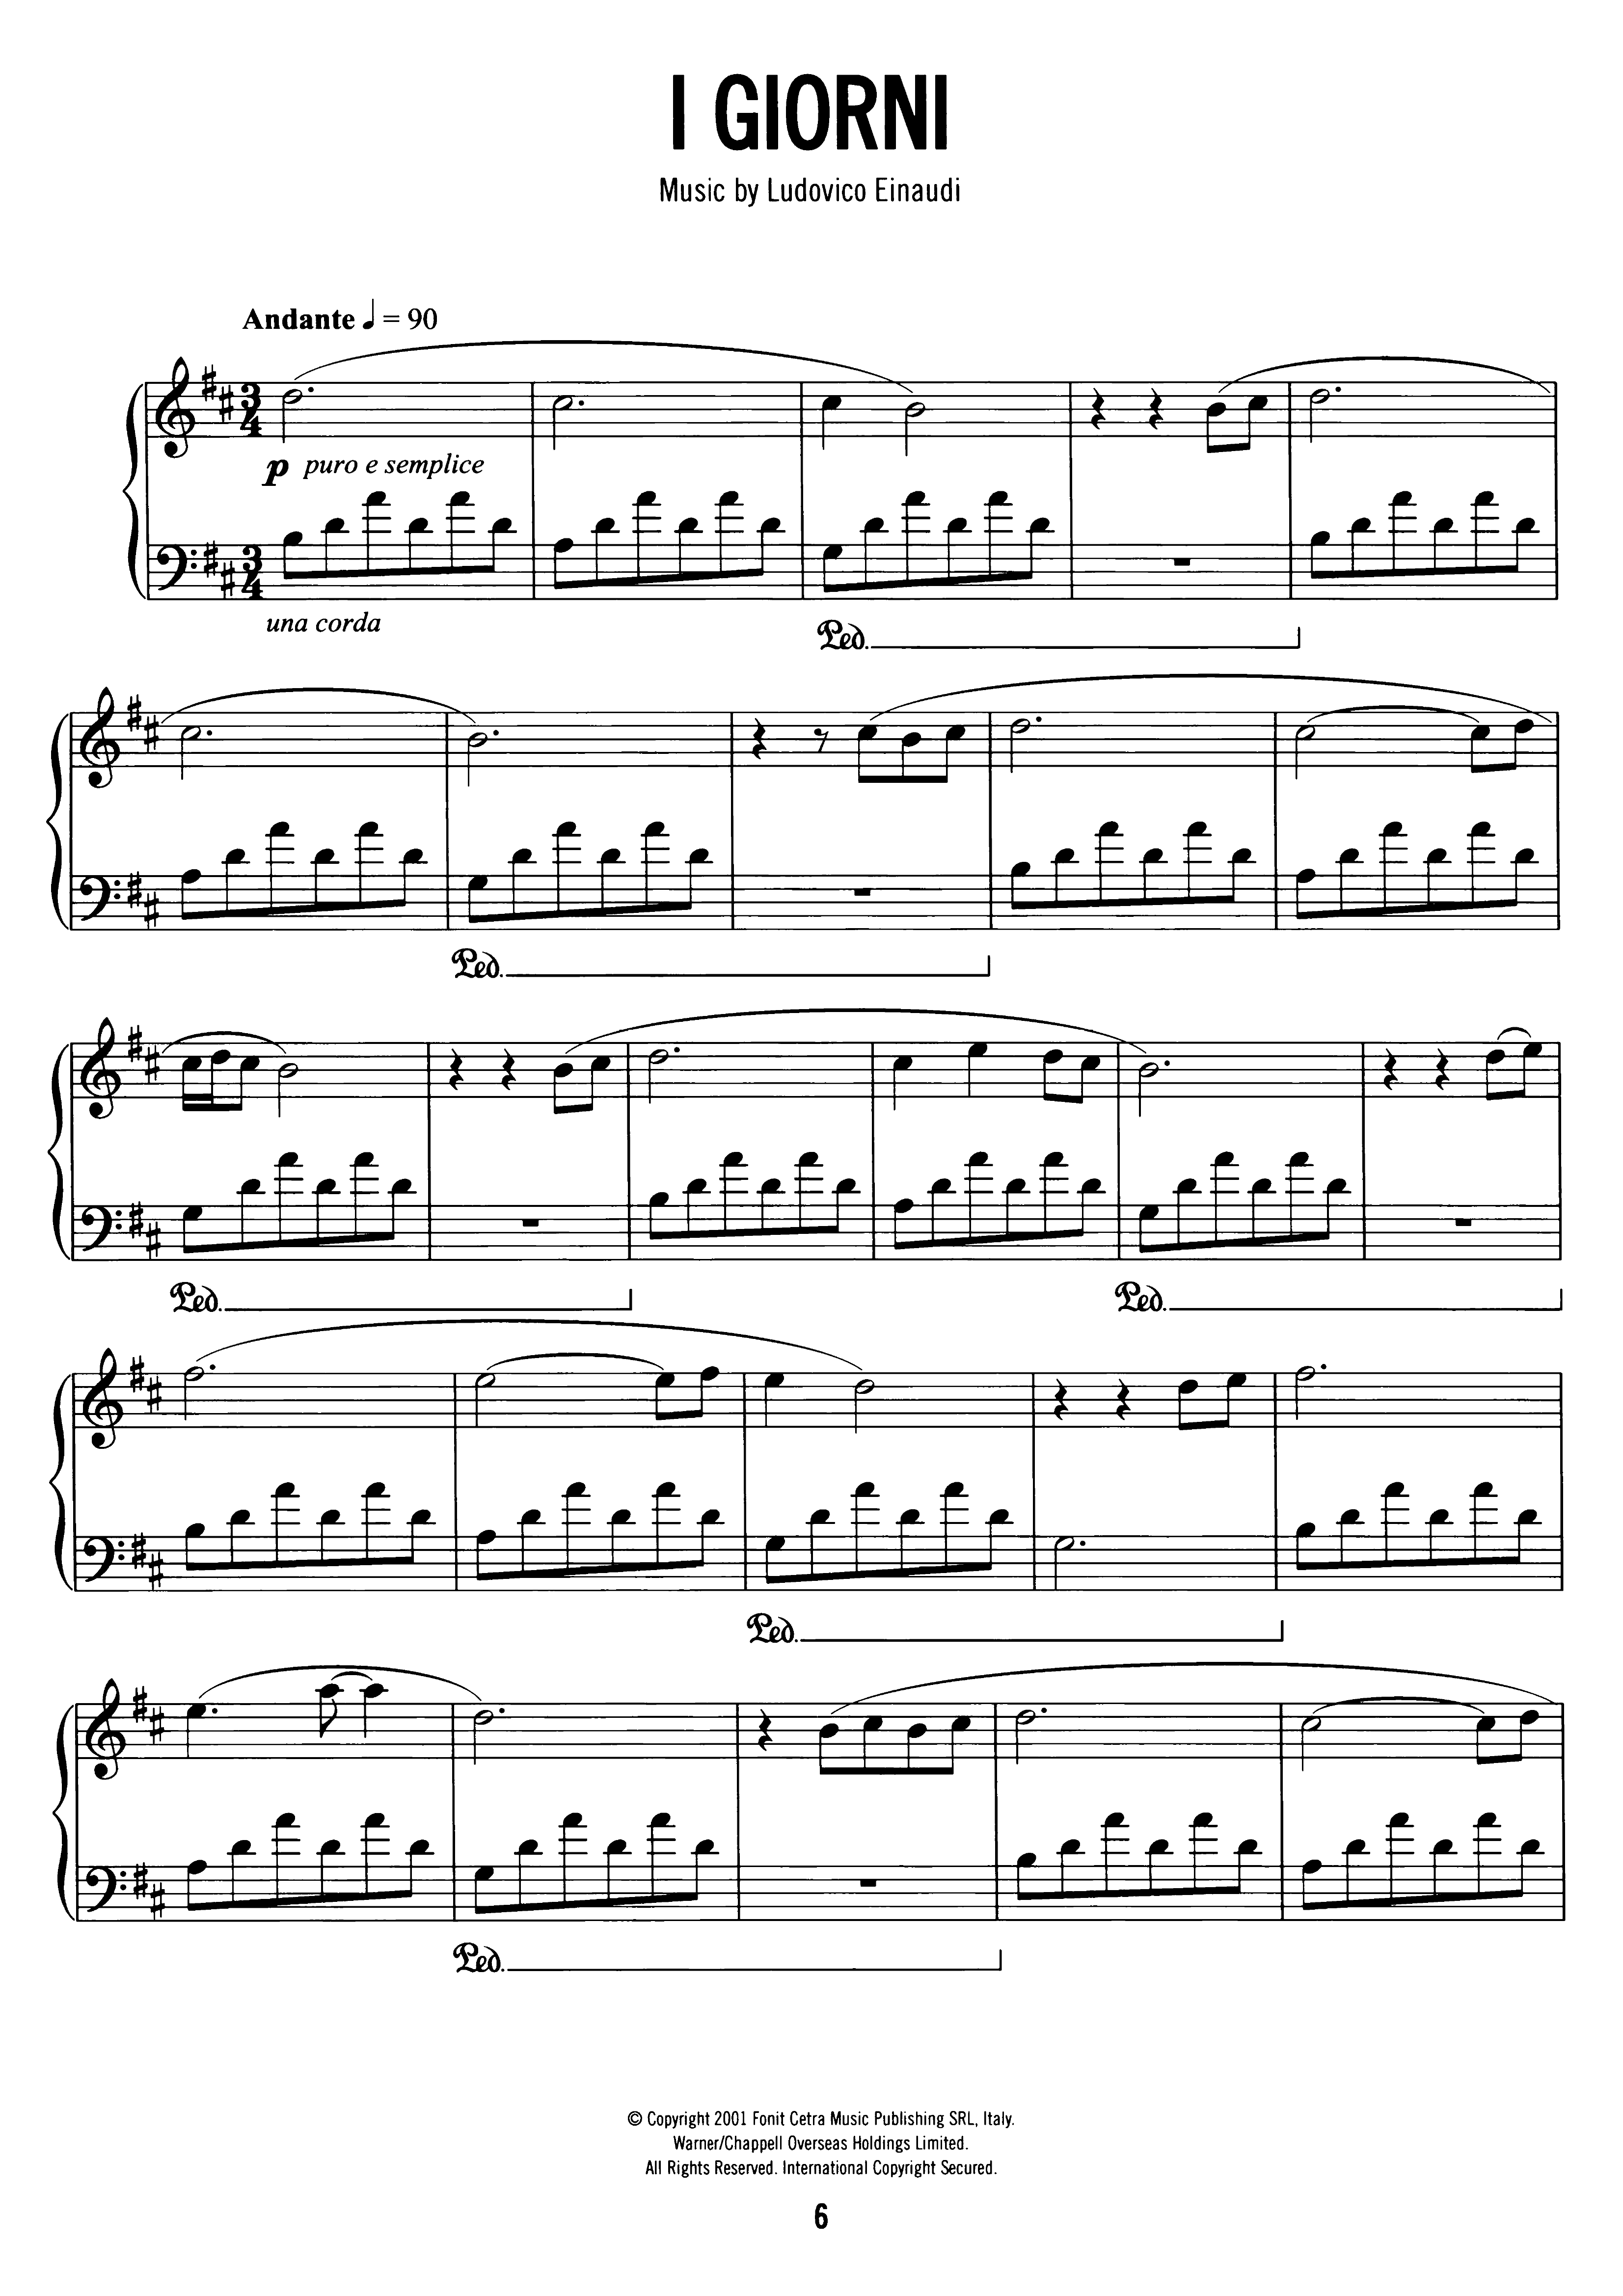 I GIORNI
Music by Ludovico Einaudi
Andante ♩ = 90
3 4
p puro e semplice
3 4
una corda
Ped.
Ped.
Ped. Ped.
Ped.
Ped.
© Copyright 2001 Fonit Cetra Music Publishing SRL, Italy.
Warner/Chappell Overseas Holdings Limited.
All Rights Reserved. International Copyright Secured.
6